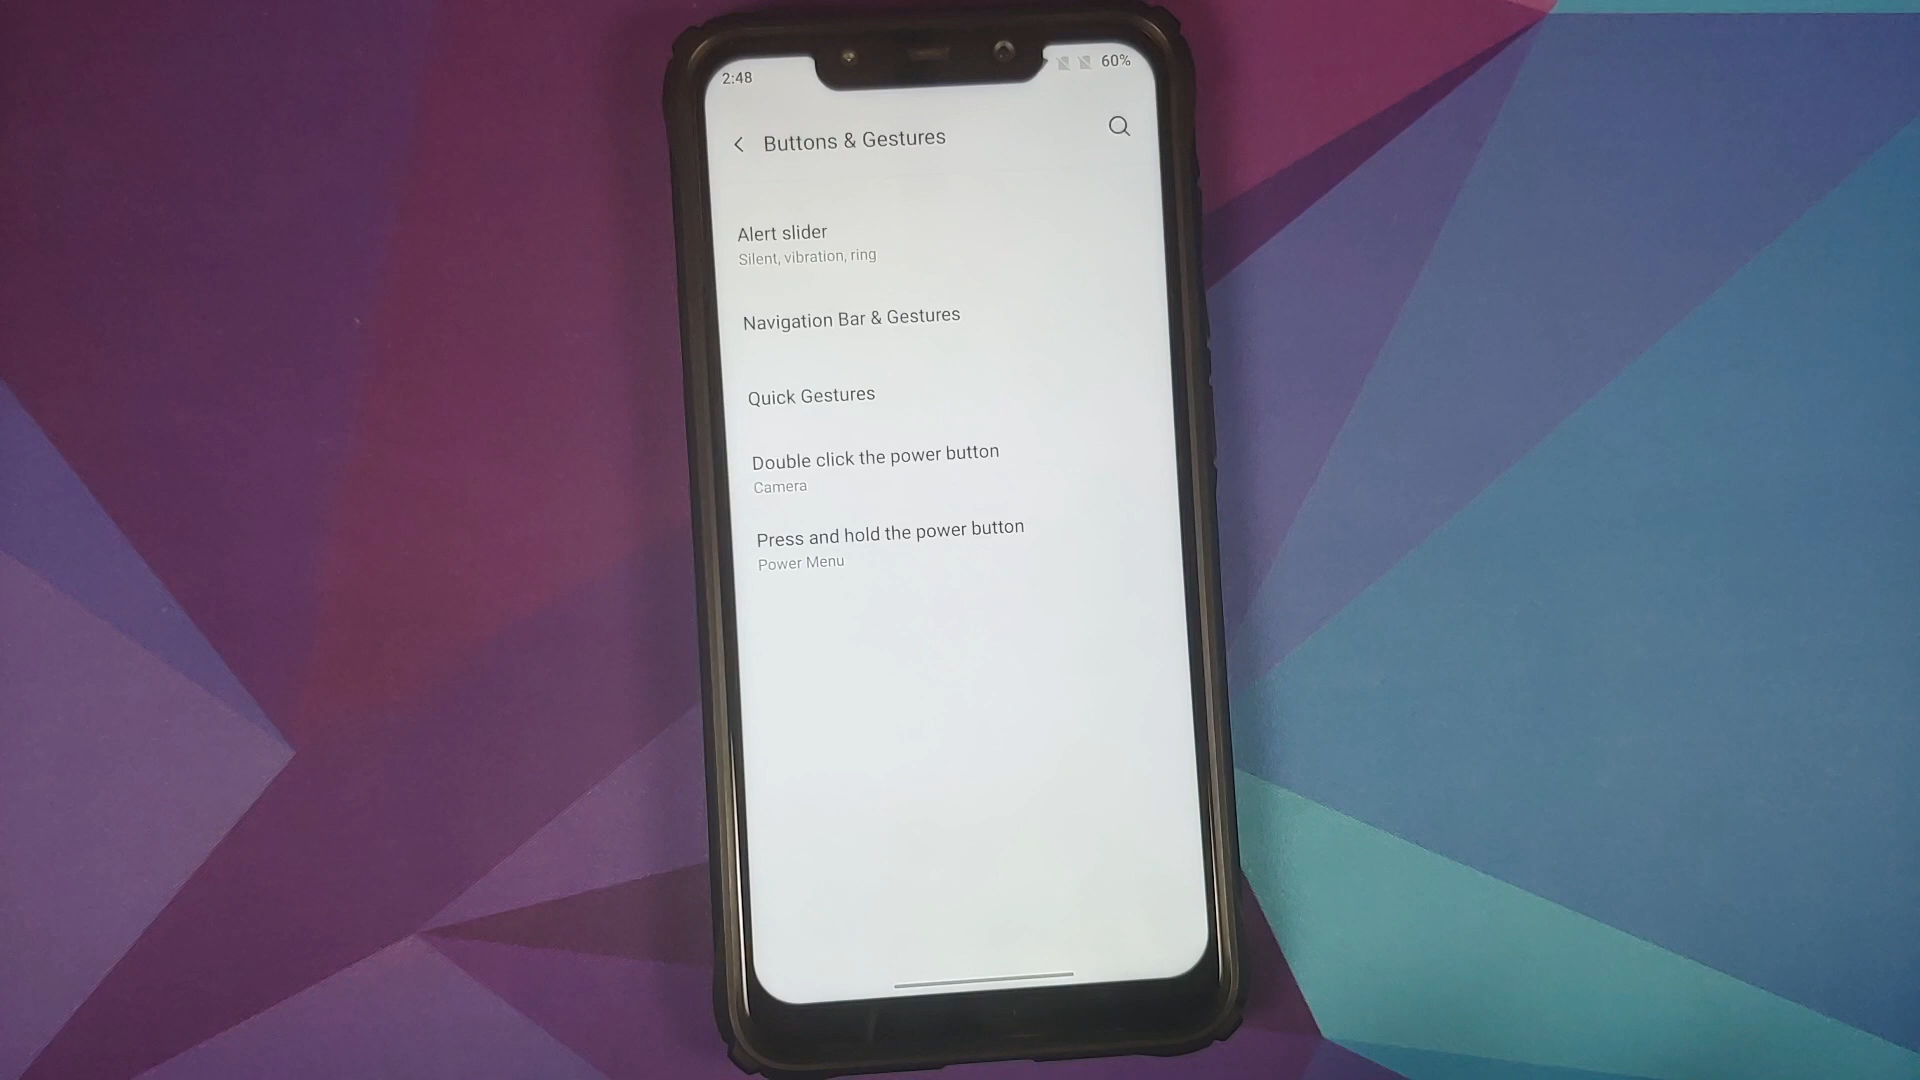 2:48
60%
Buttons & Gestures
Alert slider
Silent, vibration, ring
Navigation Bar & Gestures
Quick Gestures
Double click the power button
Camera
Press and hold the power button
Power Menu